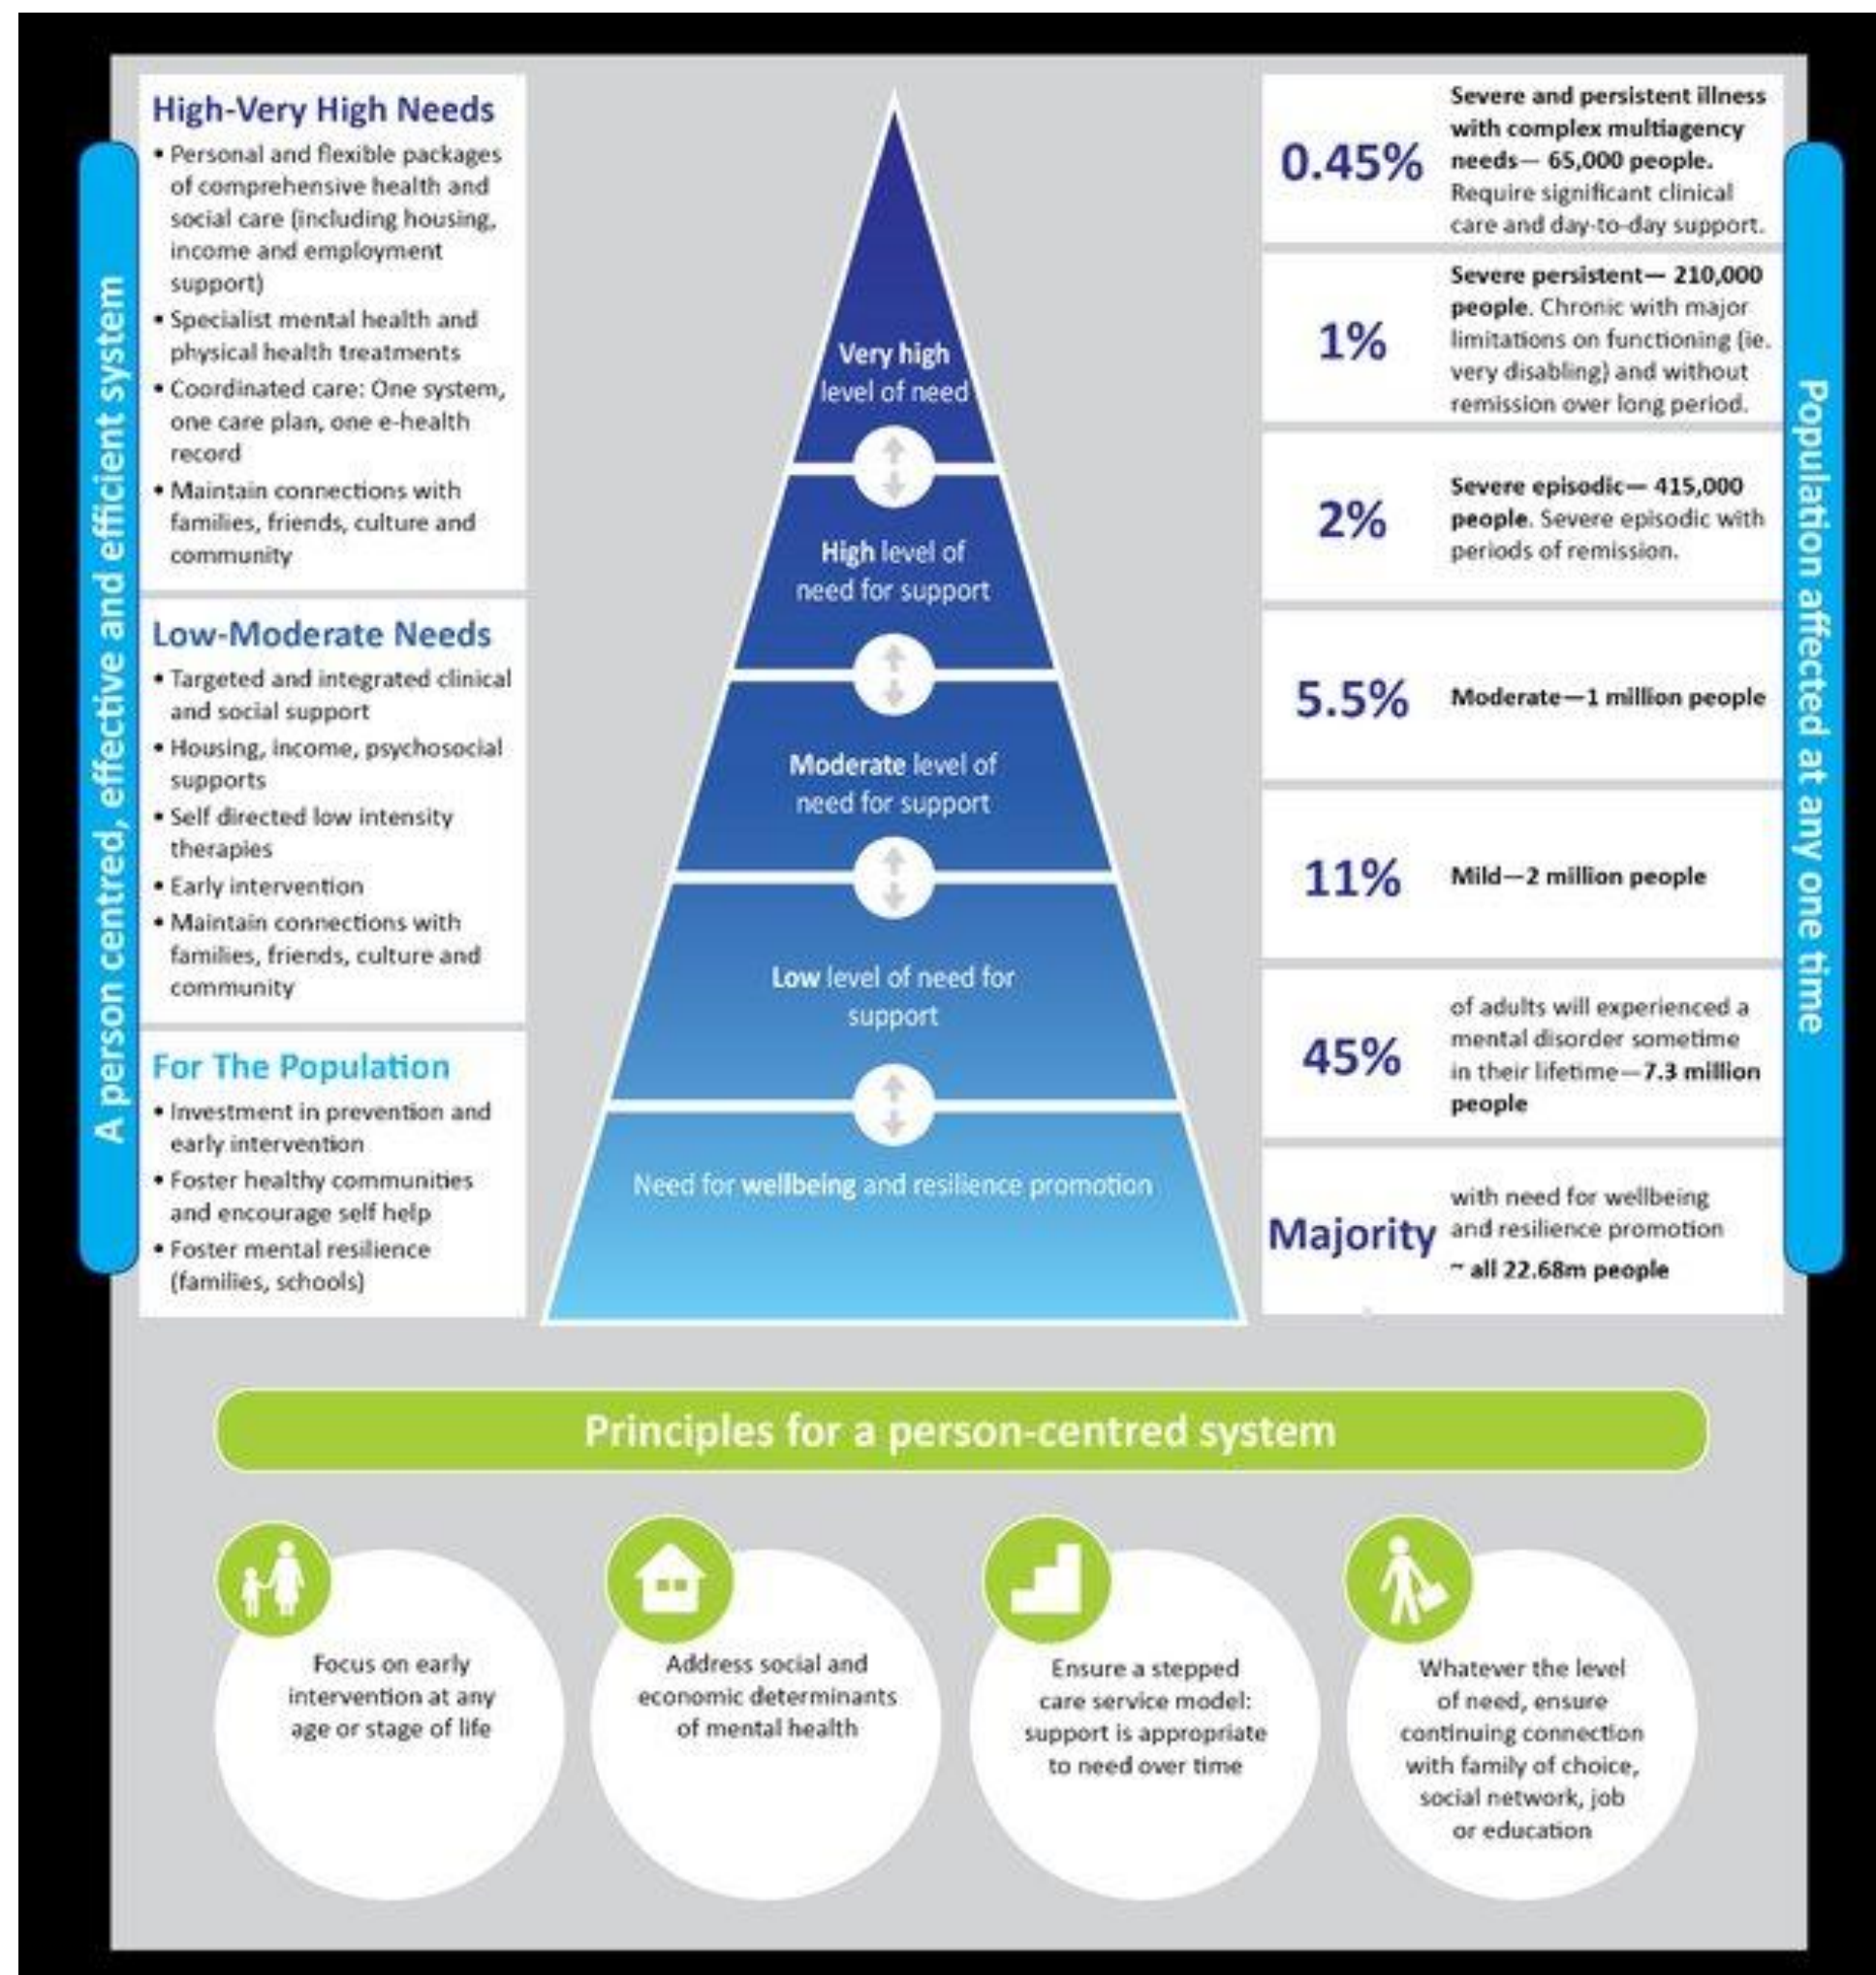 A person centred, effective and efficient system
High-Very High Needs
• Personal and flexible packages
of comprehensive health and
social care (including housing,
income and employment
support)
• Specialist mental health and
physical health treatments
• Coordinated care: One system,
one care plan, one e-health
record
• Maintain connections with
families, friends, culture and
community
Low-Moderate Needs
• Targeted and integrated clinical
and social support
• Housing, income, psychosocial
supports
• Self directed low intensity
therapies
• Early intervention
• Maintain connections with
families, friends, culture and
community
For The Population
• Investment in prevention and
early intervention
• Foster healthy communities
and encourage self help
• Foster mental resilience
(families, schools)
Very high
level of need
High level of
need for support
Moderate level of
need for support
Low level of need for
support
Need for wellbeing and resilience promotion
0.45%
Severe and persistent illness
with complex multiagency
needs— 65,000 people.
Require significant clinical
care and day-to-day support.
1%
Severe persistent— 210,000
people. Chronic with major
limitations on functioning (ie.
very disabling) and without
remission over long period.
2%
Severe episodic— 415,000
people. Severe episodic with
periods of remission.
5.5%
Moderate—1 million people
11%
Mild—2 million people
45%
of adults will experienced a
mental disorder sometime
in their lifetime—7.3 million
people
Majority
with need for wellbeing
and resilience promotion
~ all 22.68m people
Population affected at any one time
Principles for a person-centred system
Focus on early
intervention at any
age or stage of life
Address social and
economic determinants
of mental health
Ensure a stepped
care service model:
support is appropriate
to need over time
Whatever the level
of need, ensure
continuing connection
with family of choice,
social network, job
or education